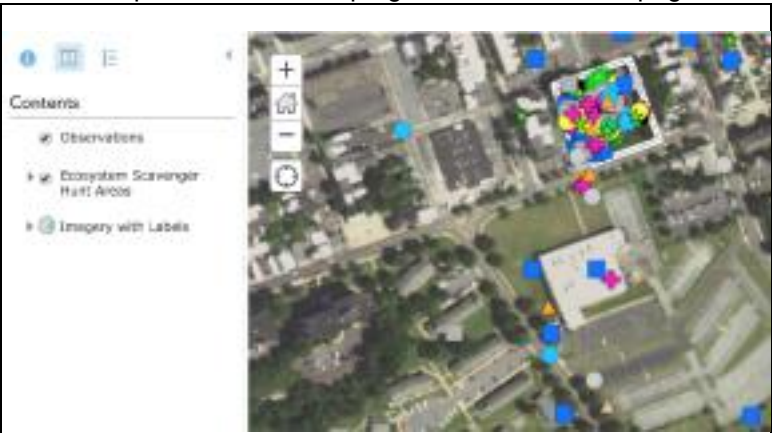 Contents
Observations
Ecosystem Scavenger
Hunt Areas
Imagery with Labels